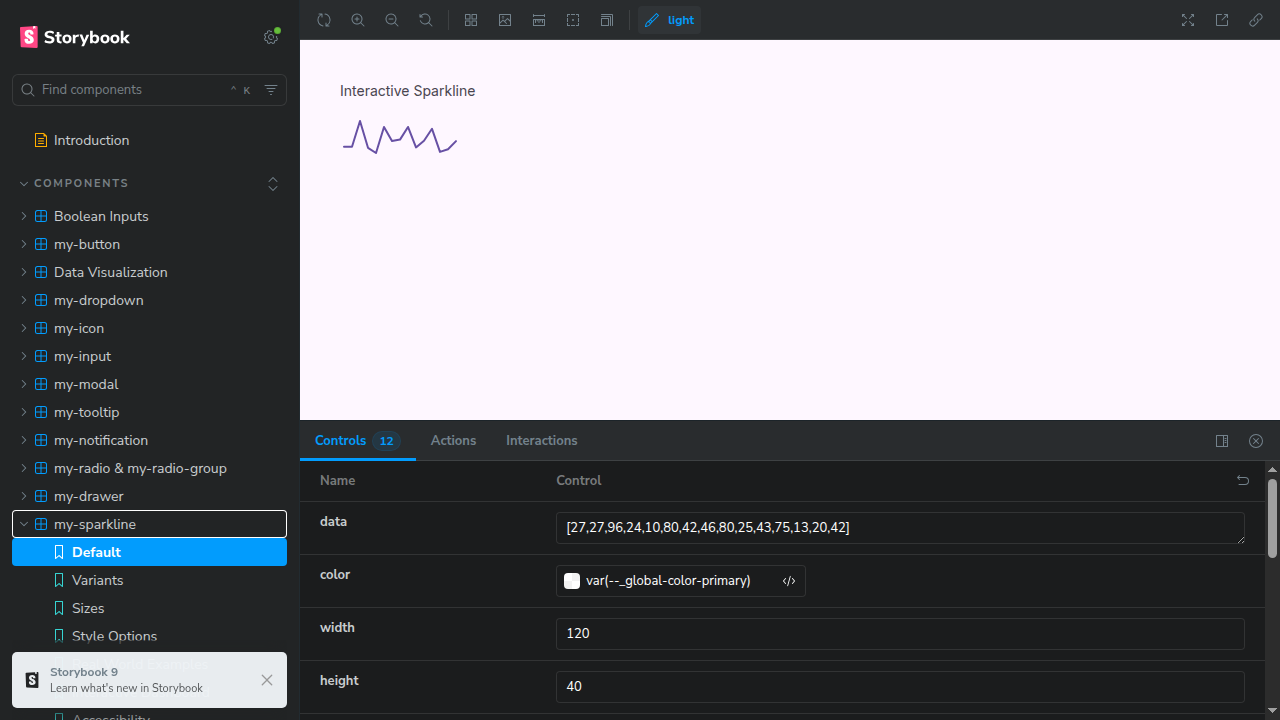 Storybook
Find components
^ K
Introduction
COMPONENTS
Boolean Inputs
my-button
Data Visualization
my-dropdown
my-icon
my-input
my-modal
my-tooltip
my-notification
my-radio & my-radio-group
my-drawer
my-sparkline
Default
Variants
Sizes
Style Options
Storybook 9
Learn what's new in Storybook
Accessibility
light
Interactive Sparkline
Controls 12 Actions Interactions
Name Control
data [27,27,96,24,10,80,42,46,80,25,43,75,13,20,42]
color var(--_global-color-primary)
width 120
height 40